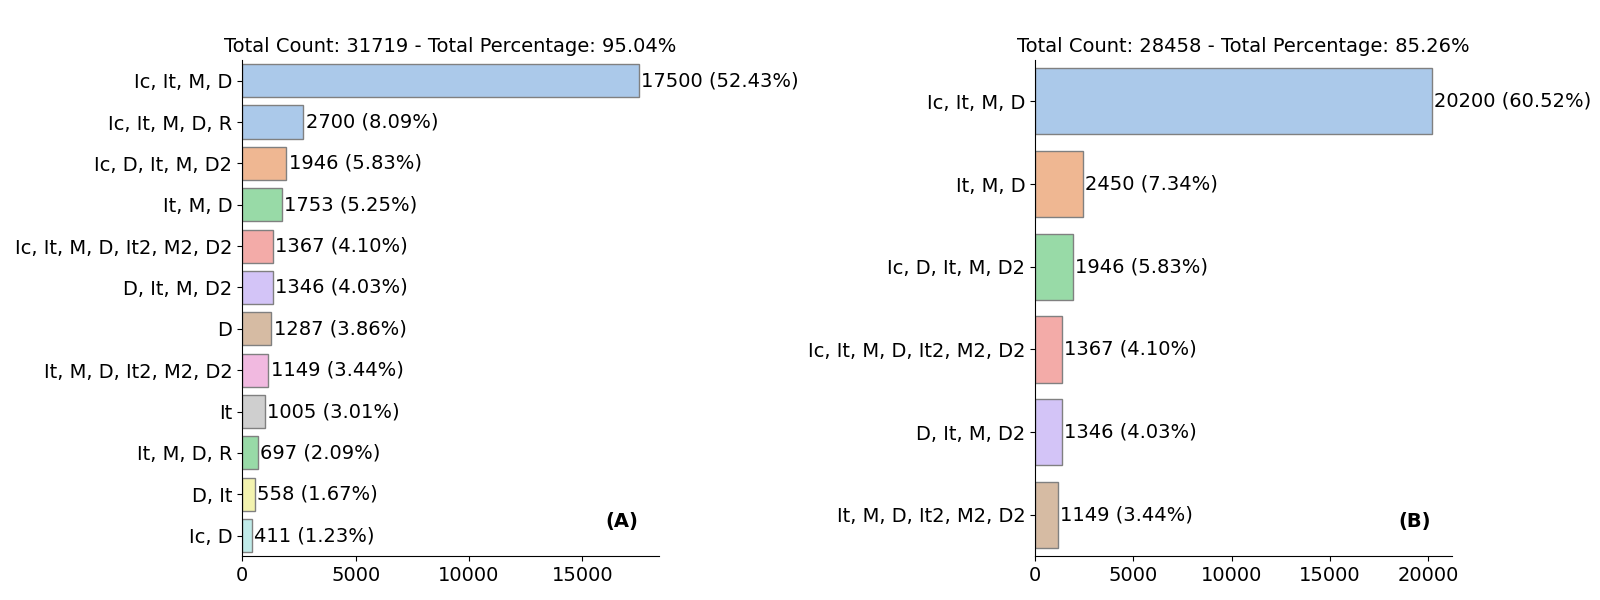 Total Count: 31719 - Total Percentage: 95.04%
Ic, It, M, D 17500 (52.43%)
Ic, It, M, D, R 2700 (8.09%)
Ic, D, It, M, D2 1946 (5.83%)
It, M, D 1753 (5.25%)
Ic, It, M, D, It2, M2, D2 1367 (4.10%)
D, It, M, D2 1346 (4.03%)
D 1287 (3.86%)
It, M, D, It2, M2, D2 1149 (3.44%)
It 1005 (3.01%)
It, M, D, R 697 (2.09%)
D, It 558 (1.67%)
(A)
Ic, D 411 (1.23%)
0 5000 10000 15000
Total Count: 28458 - Total Percentage: 85.26%
Ic, It, M, D 20200 (60.52%)
It, M, D 2450 (7.34%)
Ic, D, It, M, D2 1946 (5.83%)
Ic, It, M, D, It2, M2, D2 1367 (4.10%)
D, It, M, D2 1346 (4.03%)
It, M, D, It2, M2, D2 1149 (3.44%)
(B)
0 5000 10000 15000 20000